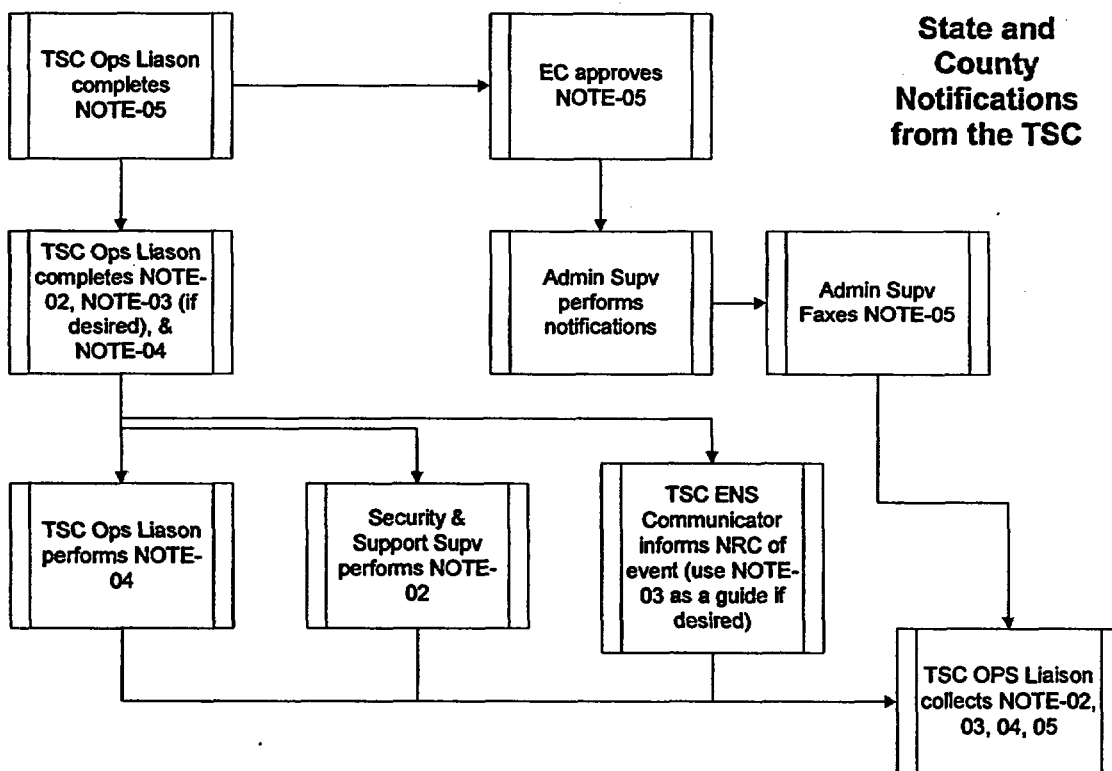 State and
County
Notifications
from the TSC
TSC Ops Liason
completes
NOTE-05
EC approves
NOTE-05
TSC Ops Liason
completes NOTE-
02, NOTE-03 (if
desired), &
NOTE-04
Admin Supv
performs
notifications
Admin Supv
Faxes NOTE-05
TSC Ops Liason
performs NOTE-
04
Security &
Support Supv
performs NOTE-
02
TSC ENS
Communicator
informs NRC of
event (use NOTE-
03 as a guide if
desired)
TSC OPS Liaison
collects NOTE-02,
03, 04, 05